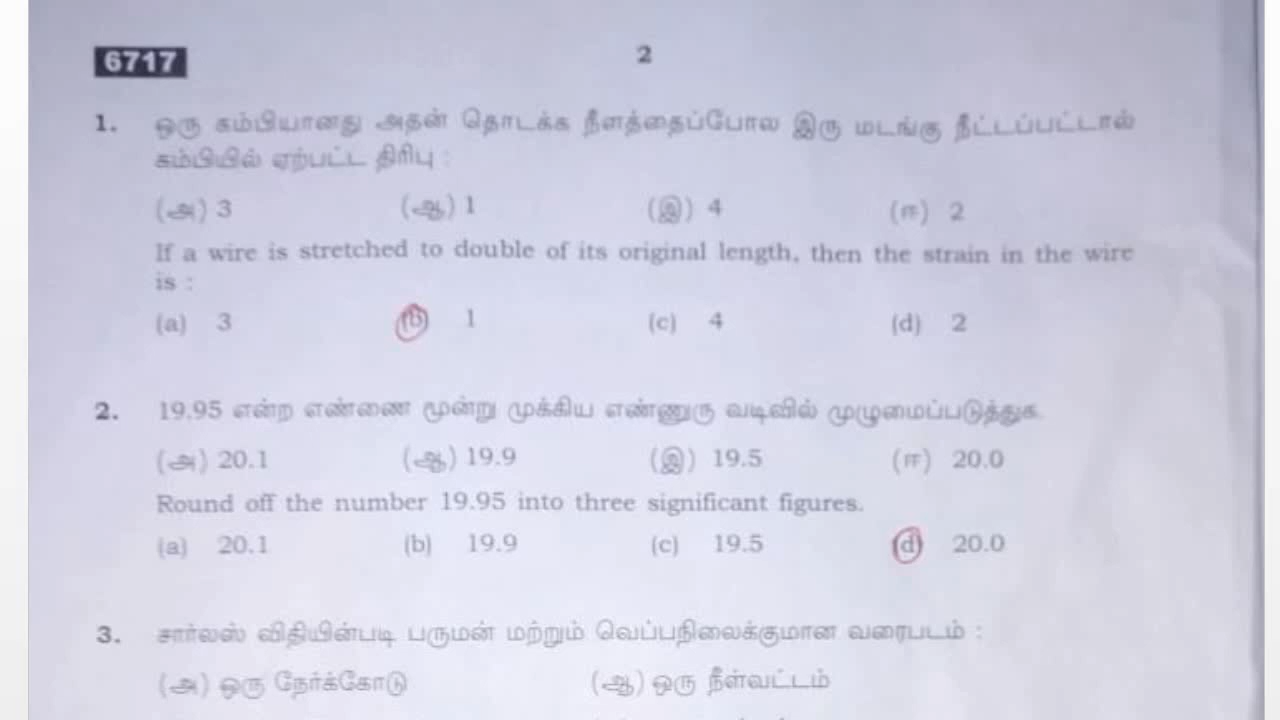 6717
2
1. ஒரு கம்பியானது அதன் தொடக்க நீளத்தைப்போல இரு மடங்கு நீட்டப்பட்டால்
கம்பியில் ஏற்பட்ட திரிபு :
(அ) 3 (ஆ) 1 (இ) 4 (ஈ) 2
If a wire is stretched to double of its original length, then the strain in the wire
is :
(a) 3 (b) 1 (c) 4 (d) 2
2. 19.95 என்ற எண்ணை மூன்று முக்கிய எண்ணுரு வடிவில் முழுமைப்படுத்துக.
(அ) 20.1 (ஆ) 19.9 (இ) 19.5 (ஈ) 20.0
Round off the number 19.95 into three significant figures.
(a) 20.1 (b) 19.9 (c) 19.5 (d) 20.0
3. சார்லஸ் விதியின்படி பருமன் மற்றும் வெப்பநிலைக்குமான வரைபடம் :
(அ) ஒரு நேர்க்கோடு (ஆ) ஒரு நீள்வட்டம்